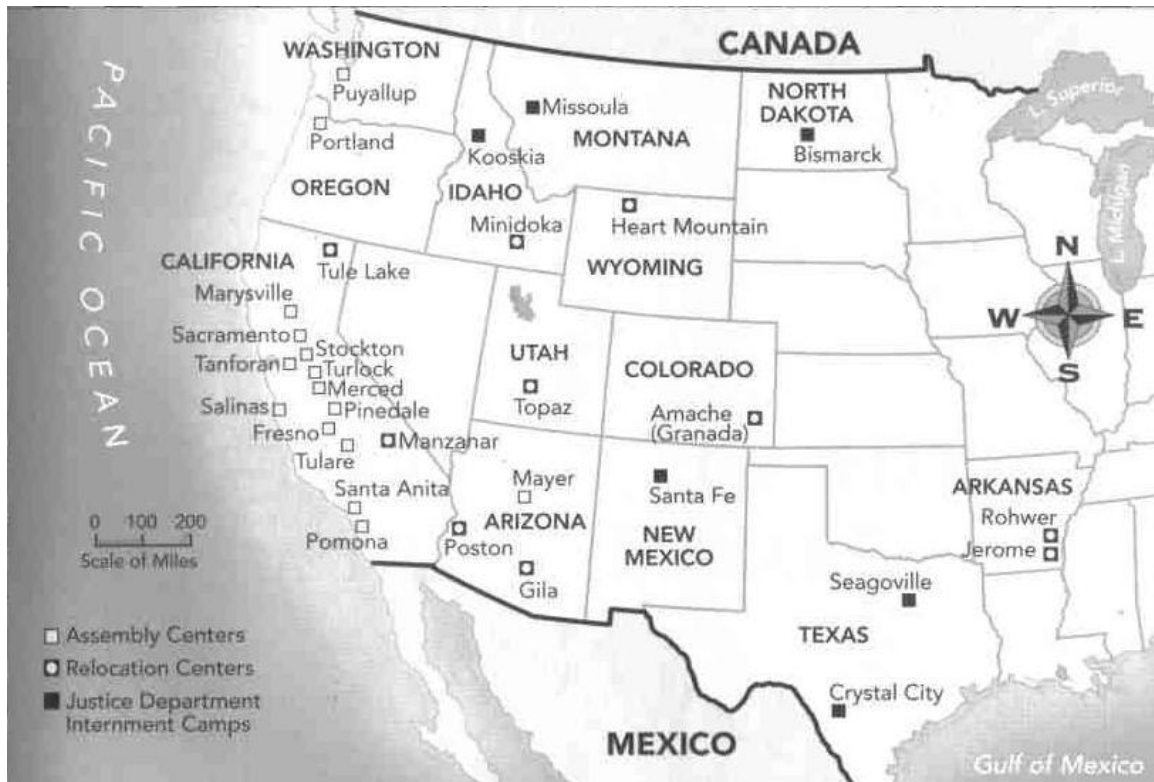 CANADA
WASHINGTON
Puyallup
Portland
OREGON
Missoula
MONTANA
Kooskia
IDAHO
Minidoka
NORTH
DAKOTA
Bismarck
Heart Mountain
WYOMING
L. Superior
L. Michigan
PACIFIC OCEAN
CALIFORNIA
Tule Lake
Marysville
Sacramento
Stockton
Tanforan
Turlock
Merced
Salinas
Pinedale
Fresno
Manzanar
Tulare
Santa Anita
Pomona
UTAH
Topaz
COLORADO
Amache
(Granada)
Mayer
ARIZONA
Poston
Gila
Santa Fe
NEW
MEXICO
ARKANSAS
Rohwer
Jerome
Seagoville
TEXAS
Crystal City
N
W
E
S
0 100 200
Scale of Miles
Assembly Centers
Relocation Centers
Justice Department
Internment Camps
MEXICO
Gulf of Mexico